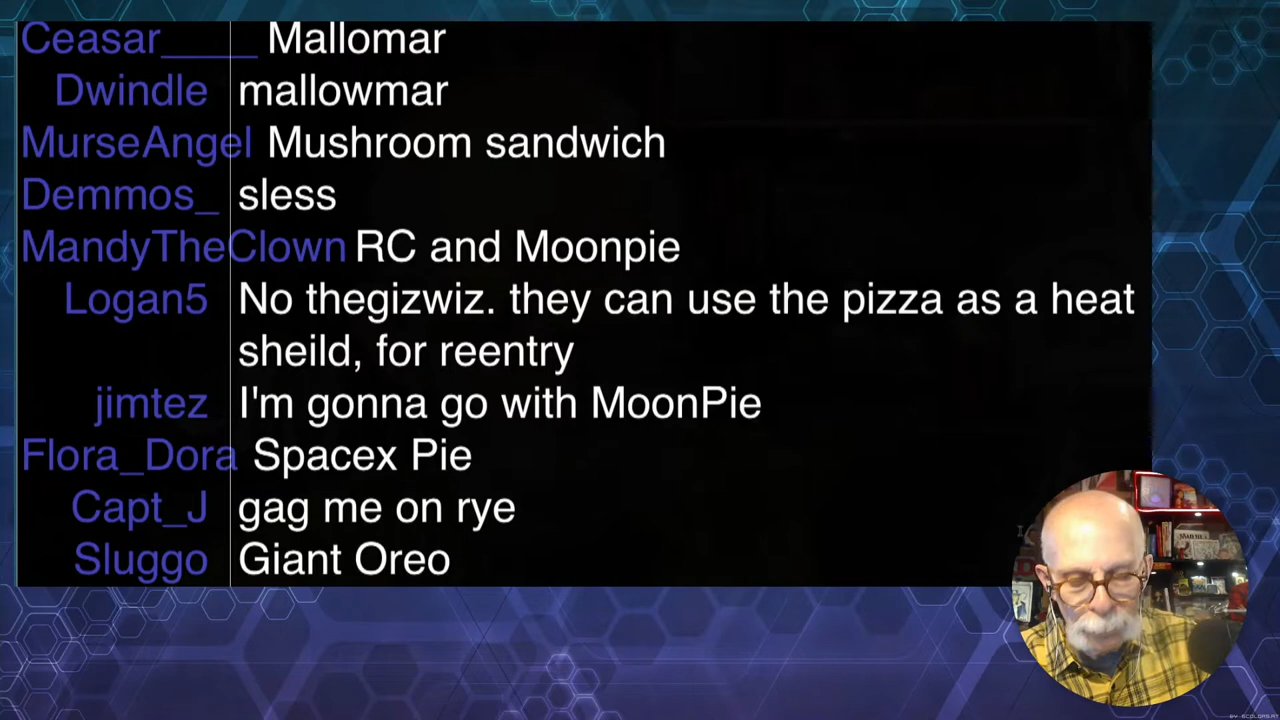 Ceasar_____ Mallomar
Dwindle mallowmar
MurseAngel Mushroom sandwich
Demmos_ sless
MandyTheClown RC and Moonpie
Logan5 No thegizwiz. they can use the pizza as a heat
sheild, for reentry
jimtez I'm gonna go with MoonPie
Flora_Dora Spacex Pie
Capt_J gag me on rye
Sluggo Giant Oreo